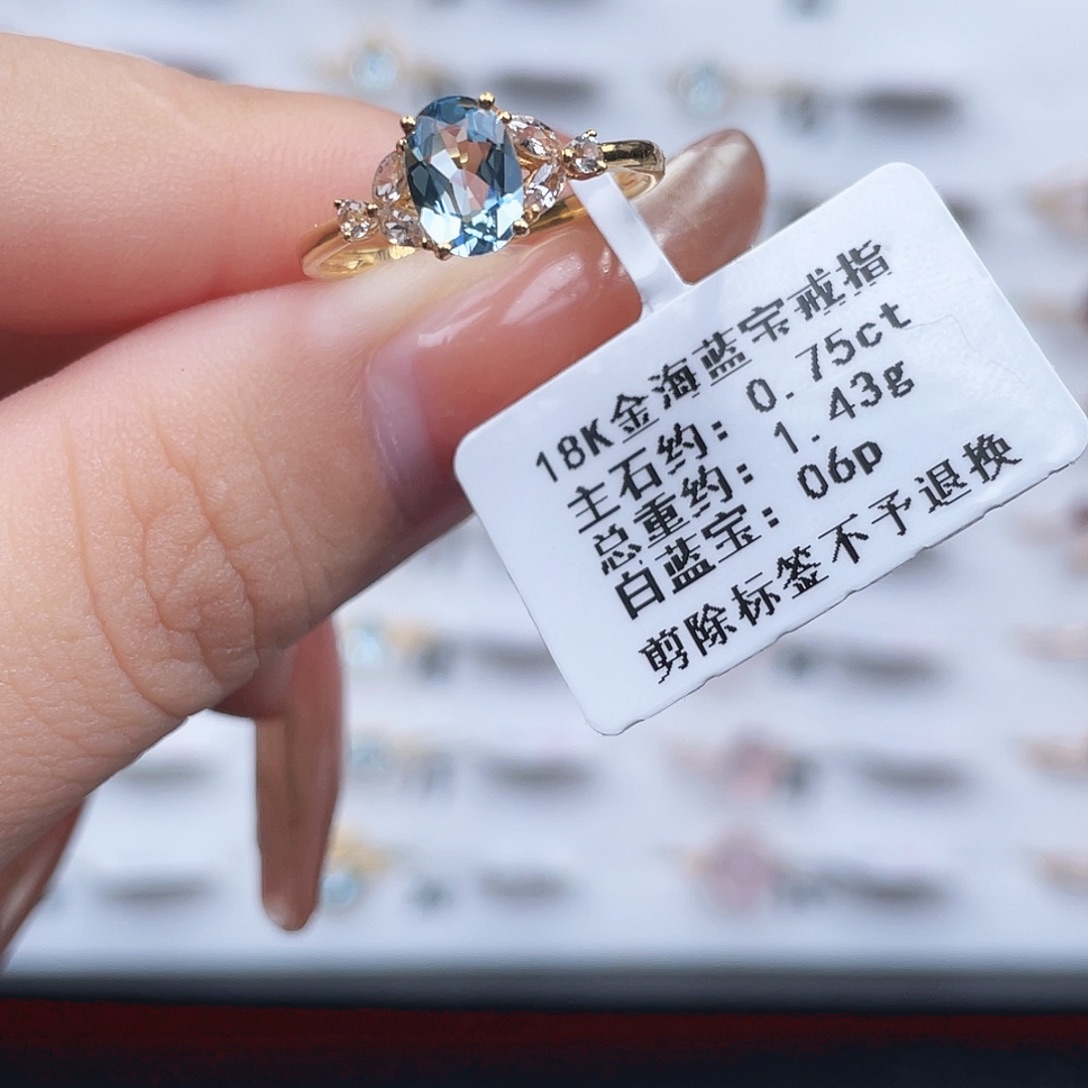 18K金海蓝宝戒指
主石约: 0.75ct
总重约: 1.43g
白蓝宝: 06p
剪除标签不予退换